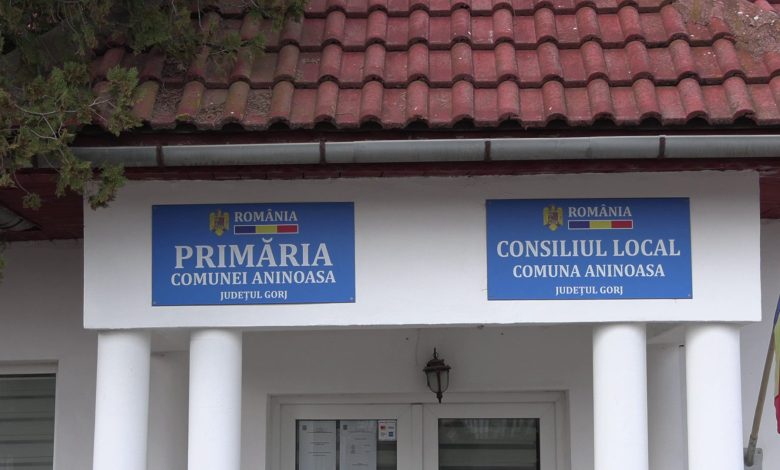 ROMÂNIA
PRIMĂRIA
COMUNEI ANINOASA
JUDEȚUL GORJ
ROMÂNIA
CONSILIUL LOCAL
COMUNA ANINOASA
JUDEȚUL GORJ